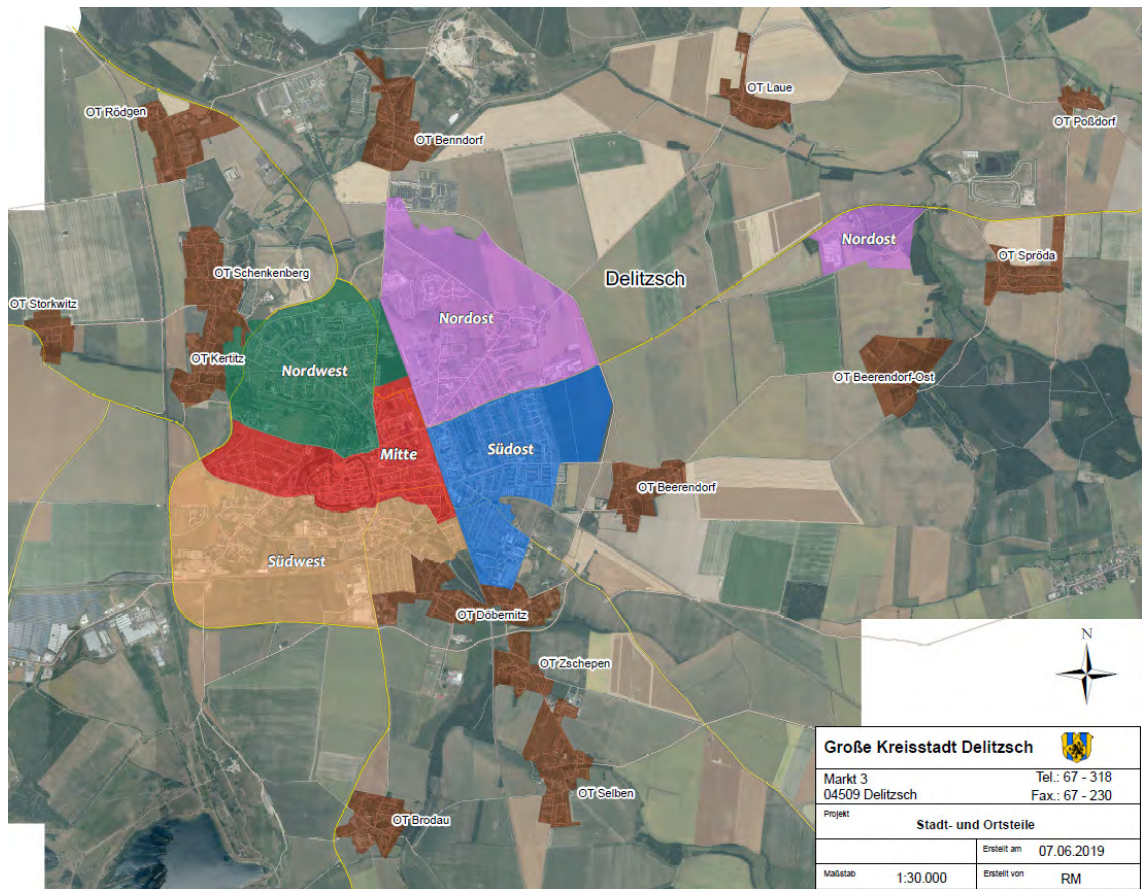 OT Rödgen
OT Benndorf
OT Laue
OT Poßdorf
Nordost
OT Schenkenberg
OT Spröda
Delitzsch
OT Storkwitz
Nordost
OT Kertitz
Nordwest
OT Beerendorf-Ost
Mitte
Südost
OT Beerendorf
Südwest
OT Döbernitz
OT Zschepen
OT Selben
OT Brodau
N
Große Kreisstadt Delitzsch
Markt 3
Tel.: 67 - 318
04509 Delitzsch
Fax.: 67 - 230
Projekt
Stadt- und Ortsteile
Erstellt am 07.06.2019
Maßstab 1:30.000
Erstellt von RM